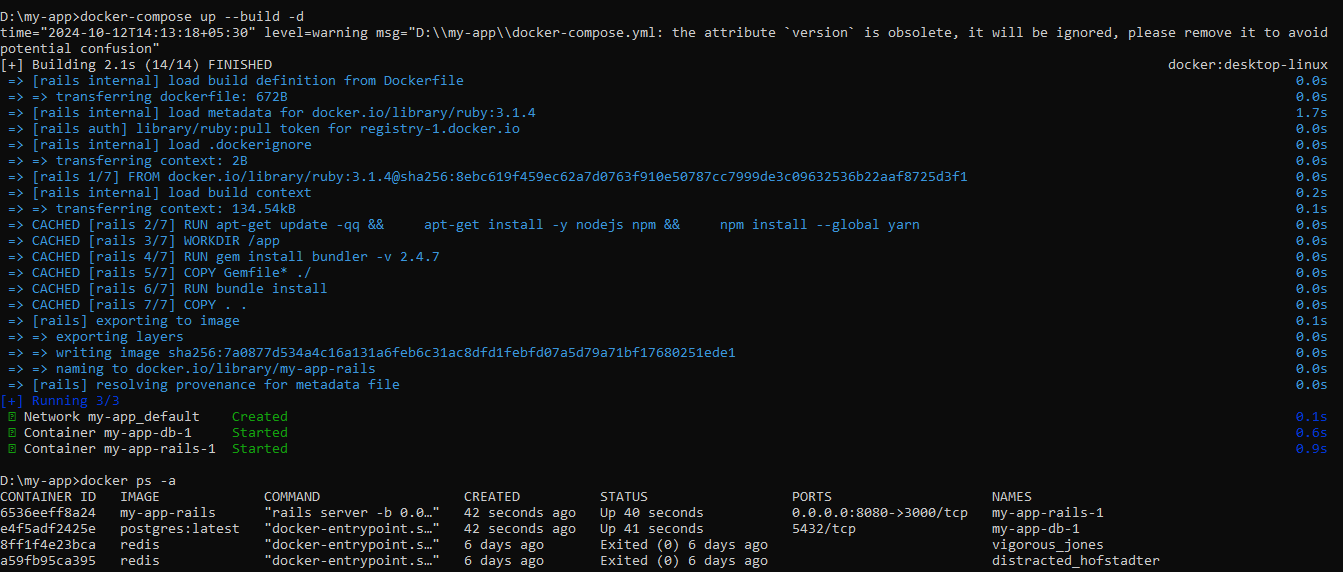 D:\my-app>docker-compose up --build -d
time="2024-10-12T14:13:18+05:30" level=warning msg="D:\\my-app\\docker-compose.yml: the attribute `version` is obsolete, it will be ignored, please remove it to avoid
potential confusion"
[+] Building 2.1s (14/14) FINISHED docker:desktop-linux
=> [rails internal] load build definition from Dockerfile 0.0s
=> => transferring dockerfile: 672B 0.0s
=> [rails internal] load metadata for docker.io/library/ruby:3.1.4 1.7s
=> [rails auth] library/ruby:pull token for registry-1.docker.io 0.0s
=> [rails internal] load .dockerignore 0.0s
=> => transferring context: 2B 0.0s
=> [rails 1/7] FROM docker.io/library/ruby:3.1.4@sha256:8ebc619f459ec62a7d0763f910e50787cc7999de3c09632536b22aaf8725d3f1 0.0s
=> [rails internal] load build context 0.2s
=> => transferring context: 134.54kB 0.1s
=> CACHED [rails 2/7] RUN apt-get update -qq &&     apt-get install -y nodejs npm &&     npm install --global yarn 0.0s
=> CACHED [rails 3/7] WORKDIR /app 0.0s
=> CACHED [rails 4/7] RUN gem install bundler -v 2.4.7 0.0s
=> CACHED [rails 5/7] COPY Gemfile* ./ 0.0s
=> CACHED [rails 6/7] RUN bundle install 0.0s
=> CACHED [rails 7/7] COPY . . 0.0s
=> [rails] exporting to image 0.1s
=> => exporting layers 0.0s
=> => writing image sha256:7a0877d534a4c16a131a6feb6c31ac8dfd1febfd07a5d79a71bf17680251ede1 0.0s
=> => naming to docker.io/library/my-app-rails 0.0s
=> [rails] resolving provenance for metadata file 0.0s
[+] Running 3/3
Network my-app_default Created 0.1s
Container my-app-db-1 Started 0.6s
Container my-app-rails-1 Started 0.9s
D:\my-app>docker ps -a
CONTAINER ID IMAGE COMMAND CREATED STATUS PORTS NAMES
6536eeff8a24 my-app-rails "rails server -b 0.0…" 42 seconds ago Up 40 seconds 0.0.0.0:8080->3000/tcp my-app-rails-1
e4f5adf2425e postgres:latest "docker-entrypoint.s…" 42 seconds ago Up 41 seconds 5432/tcp my-app-db-1
8ff1f4e23bca redis "docker-entrypoint.s…" 6 days ago Exited (0) 6 days ago vigorous_jones
a59fb95ca395 redis "docker-entrypoint.s…" 6 days ago Exited (0) 6 days ago distracted_hofstadter